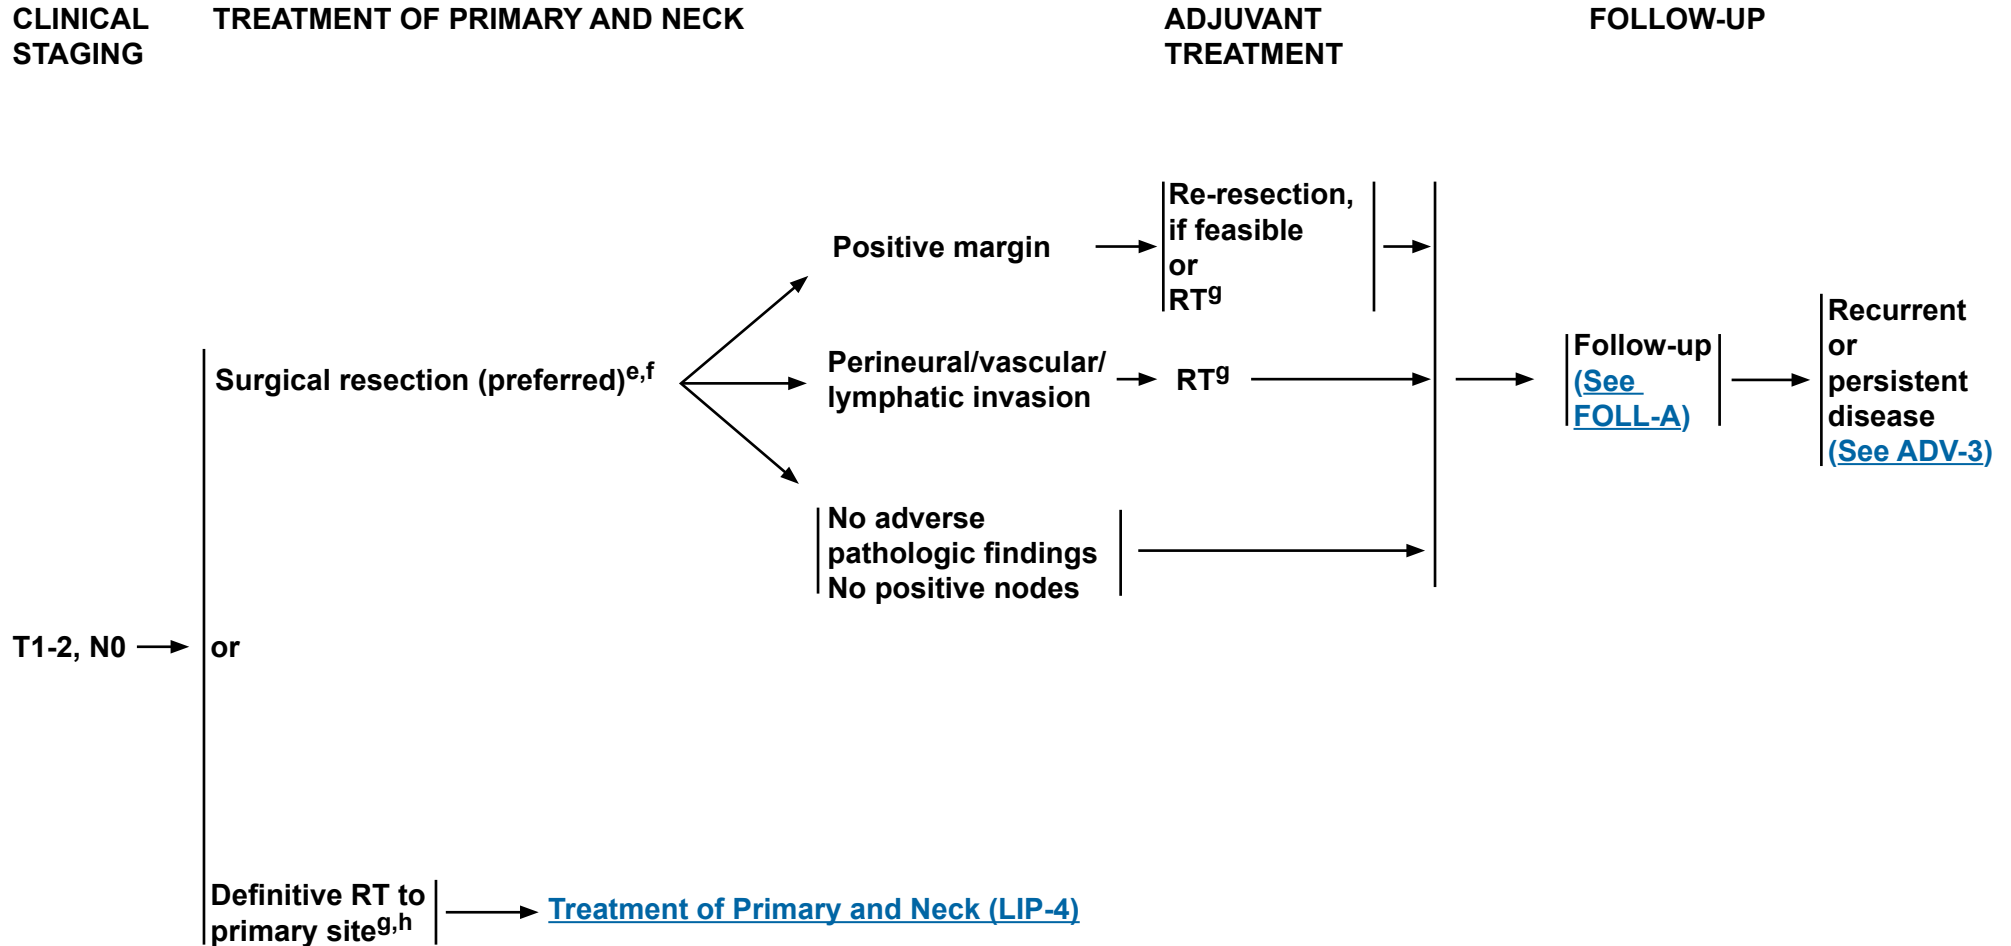 CLINICAL
STAGING
TREATMENT OF PRIMARY AND NECK
ADJUVANT
TREATMENT
FOLLOW-UP
T1-2, N0
Surgical resection (preferred)e,f
or
Definitive RT to
primary siteg,h
Treatment of Primary and Neck (LIP-4)
Positive margin
Re-resection,
if feasible
or
RTg
Perineural/vascular/
lymphatic invasion
RTg
No adverse
pathologic findings
No positive nodes
Follow-up
(See
FOLL-A)
Recurrent
or
persistent
disease
(See ADV-3)